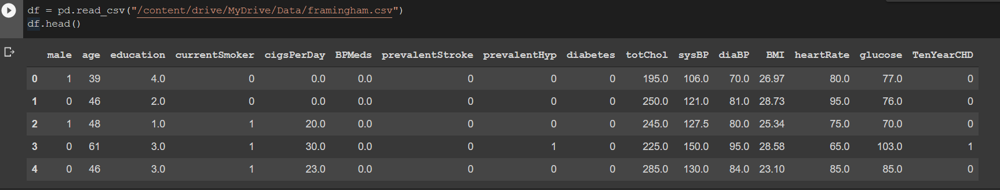 df = pd.read_csv("/content/drive/MyDrive/Data/framingham.csv")
df.head()
male age education currentSmoker cigsPerDay BPMeds prevalentStroke prevalentHyp diabetes totChol sysBP diaBP BMI heartRate glucose TenYearCHD
0 1 39 4.0 0 0.0 0.0 0 0 0 195.0 106.0 70.0 26.97 80.0 77.0 0
1 0 46 2.0 0 0.0 0.0 0 0 0 250.0 121.0 81.0 28.73 95.0 76.0 0
2 1 48 1.0 1 20.0 0.0 0 0 0 245.0 127.5 80.0 25.34 75.0 70.0 0
3 0 61 3.0 1 30.0 0.0 0 1 0 225.0 150.0 95.0 28.58 65.0 103.0 1
4 0 46 3.0 1 23.0 0.0 0 0 0 285.0 130.0 84.0 23.10 85.0 85.0 0